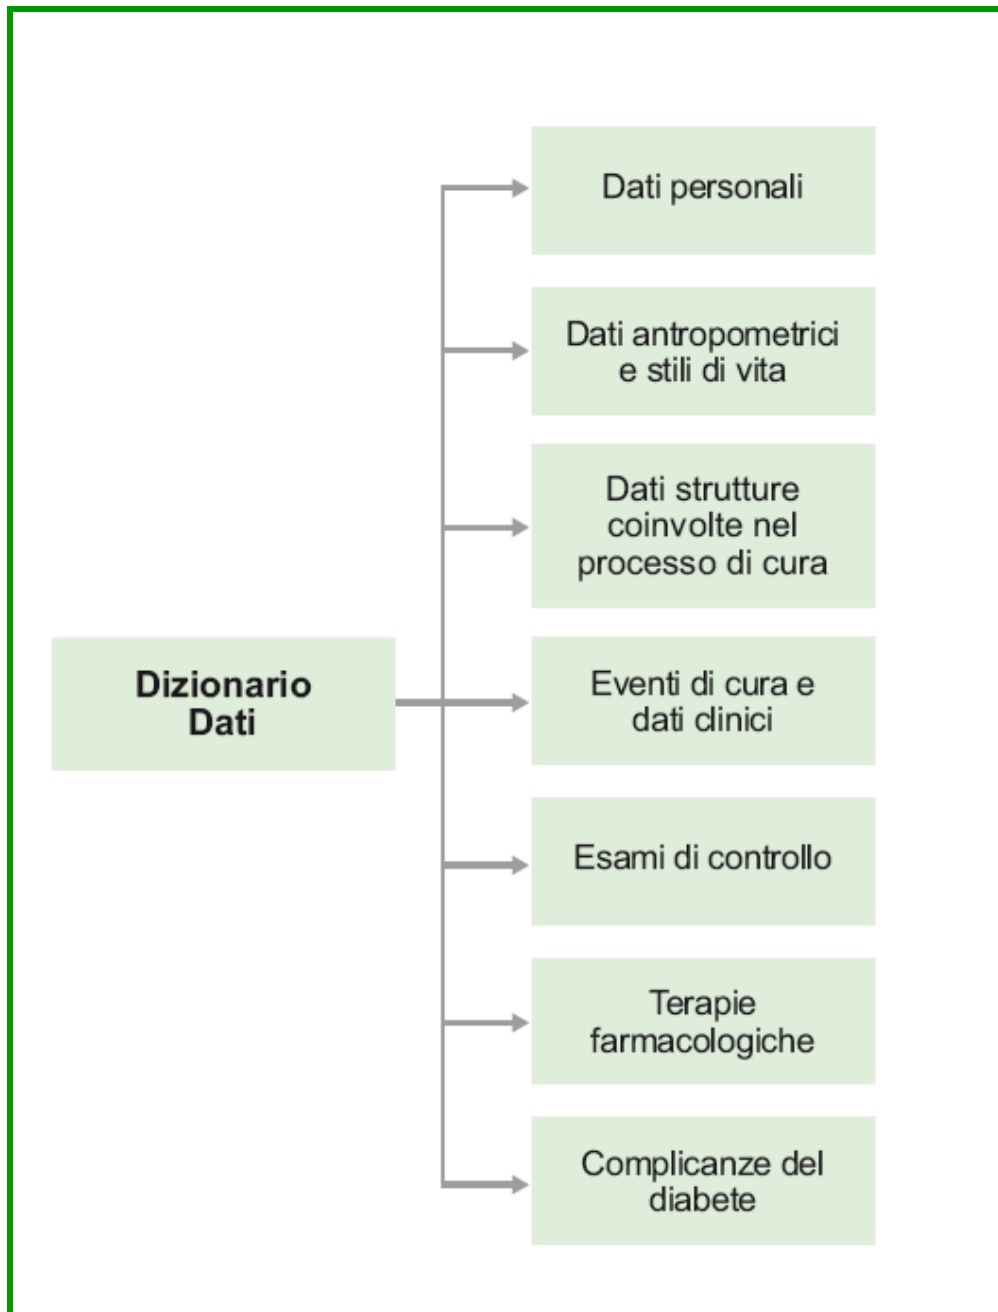 Dati personali
Dati antropometrici
e stili di vita
Dati strutture
coinvolte nel
processo di cura
Dizionario
Dati
Eventi di cura e
dati clinici
Esami di controllo
Terapie
farmacologiche
Complicanze del
diabete